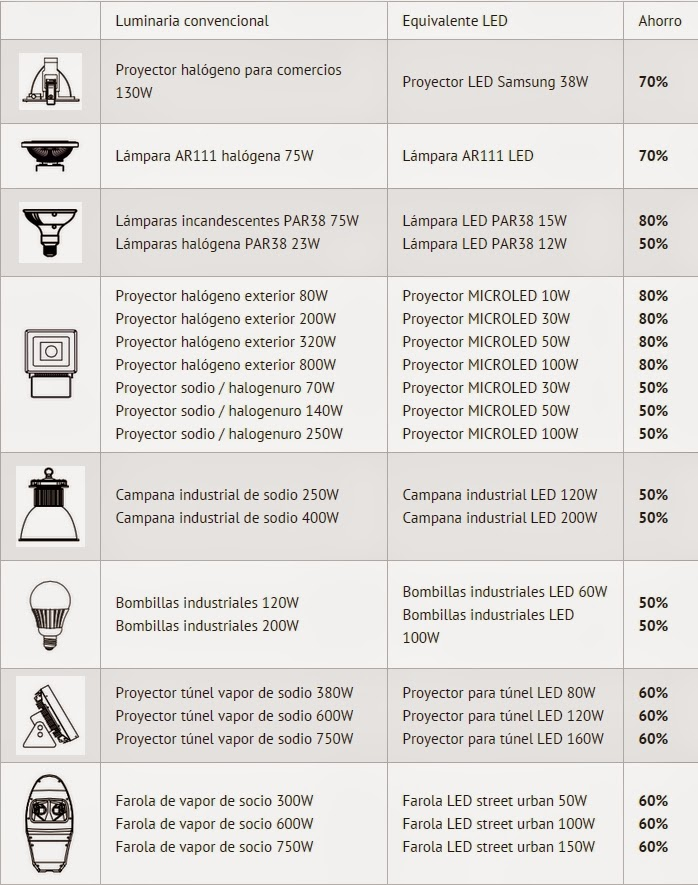 Luminaria convencional Equivalente LED Ahorro
Proyector halógeno para comercios
130W
Proyector LED Samsung 38W 70%
Lámpara AR111 halógena 75W Lámpara AR111 LED 70%
Lámparas incandescentes PAR38 75W Lámpara LED PAR38 15W 80%
Lámparas halógena PAR38 23W Lámpara LED PAR38 12W 50%
Proyector halógeno exterior 80W Proyector MICROLED 10W 80%
Proyector halógeno exterior 200W Proyector MICROLED 30W 80%
Proyector halógeno exterior 320W Proyector MICROLED 50W 80%
Proyector halógeno exterior 800W Proyector MICROLED 100W 80%
Proyector sodio / halogenuro 70W Proyector MICROLED 30W 50%
Proyector sodio / halogenuro 140W Proyector MICROLED 50W 50%
Proyector sodio / halogenuro 250W Proyector MICROLED 100W 50%
Campana industrial de sodio 250W Campana industrial LED 120W 50%
Campana industrial de sodio 400W Campana industrial LED 200W 50%
Bombillas industriales 120W
Bombillas industriales 200W
Bombillas industriales LED 60W
Bombillas industriales LED
100W
50%
50%
Proyector túnel vapor de sodio 380W Proyector para túnel LED 80W 60%
Proyector túnel vapor de sodio 600W Proyector para túnel LED 120W 60%
Proyector túnel vapor de sodio 750W Proyector para túnel LED 160W 60%
Farola de vapor de socio 300W Farola LED street urban 50W 60%
Farola de vapor de socio 600W Farola LED street urban 100W 60%
Farola de vapor de socio 750W Farola LED street urban 150W 60%